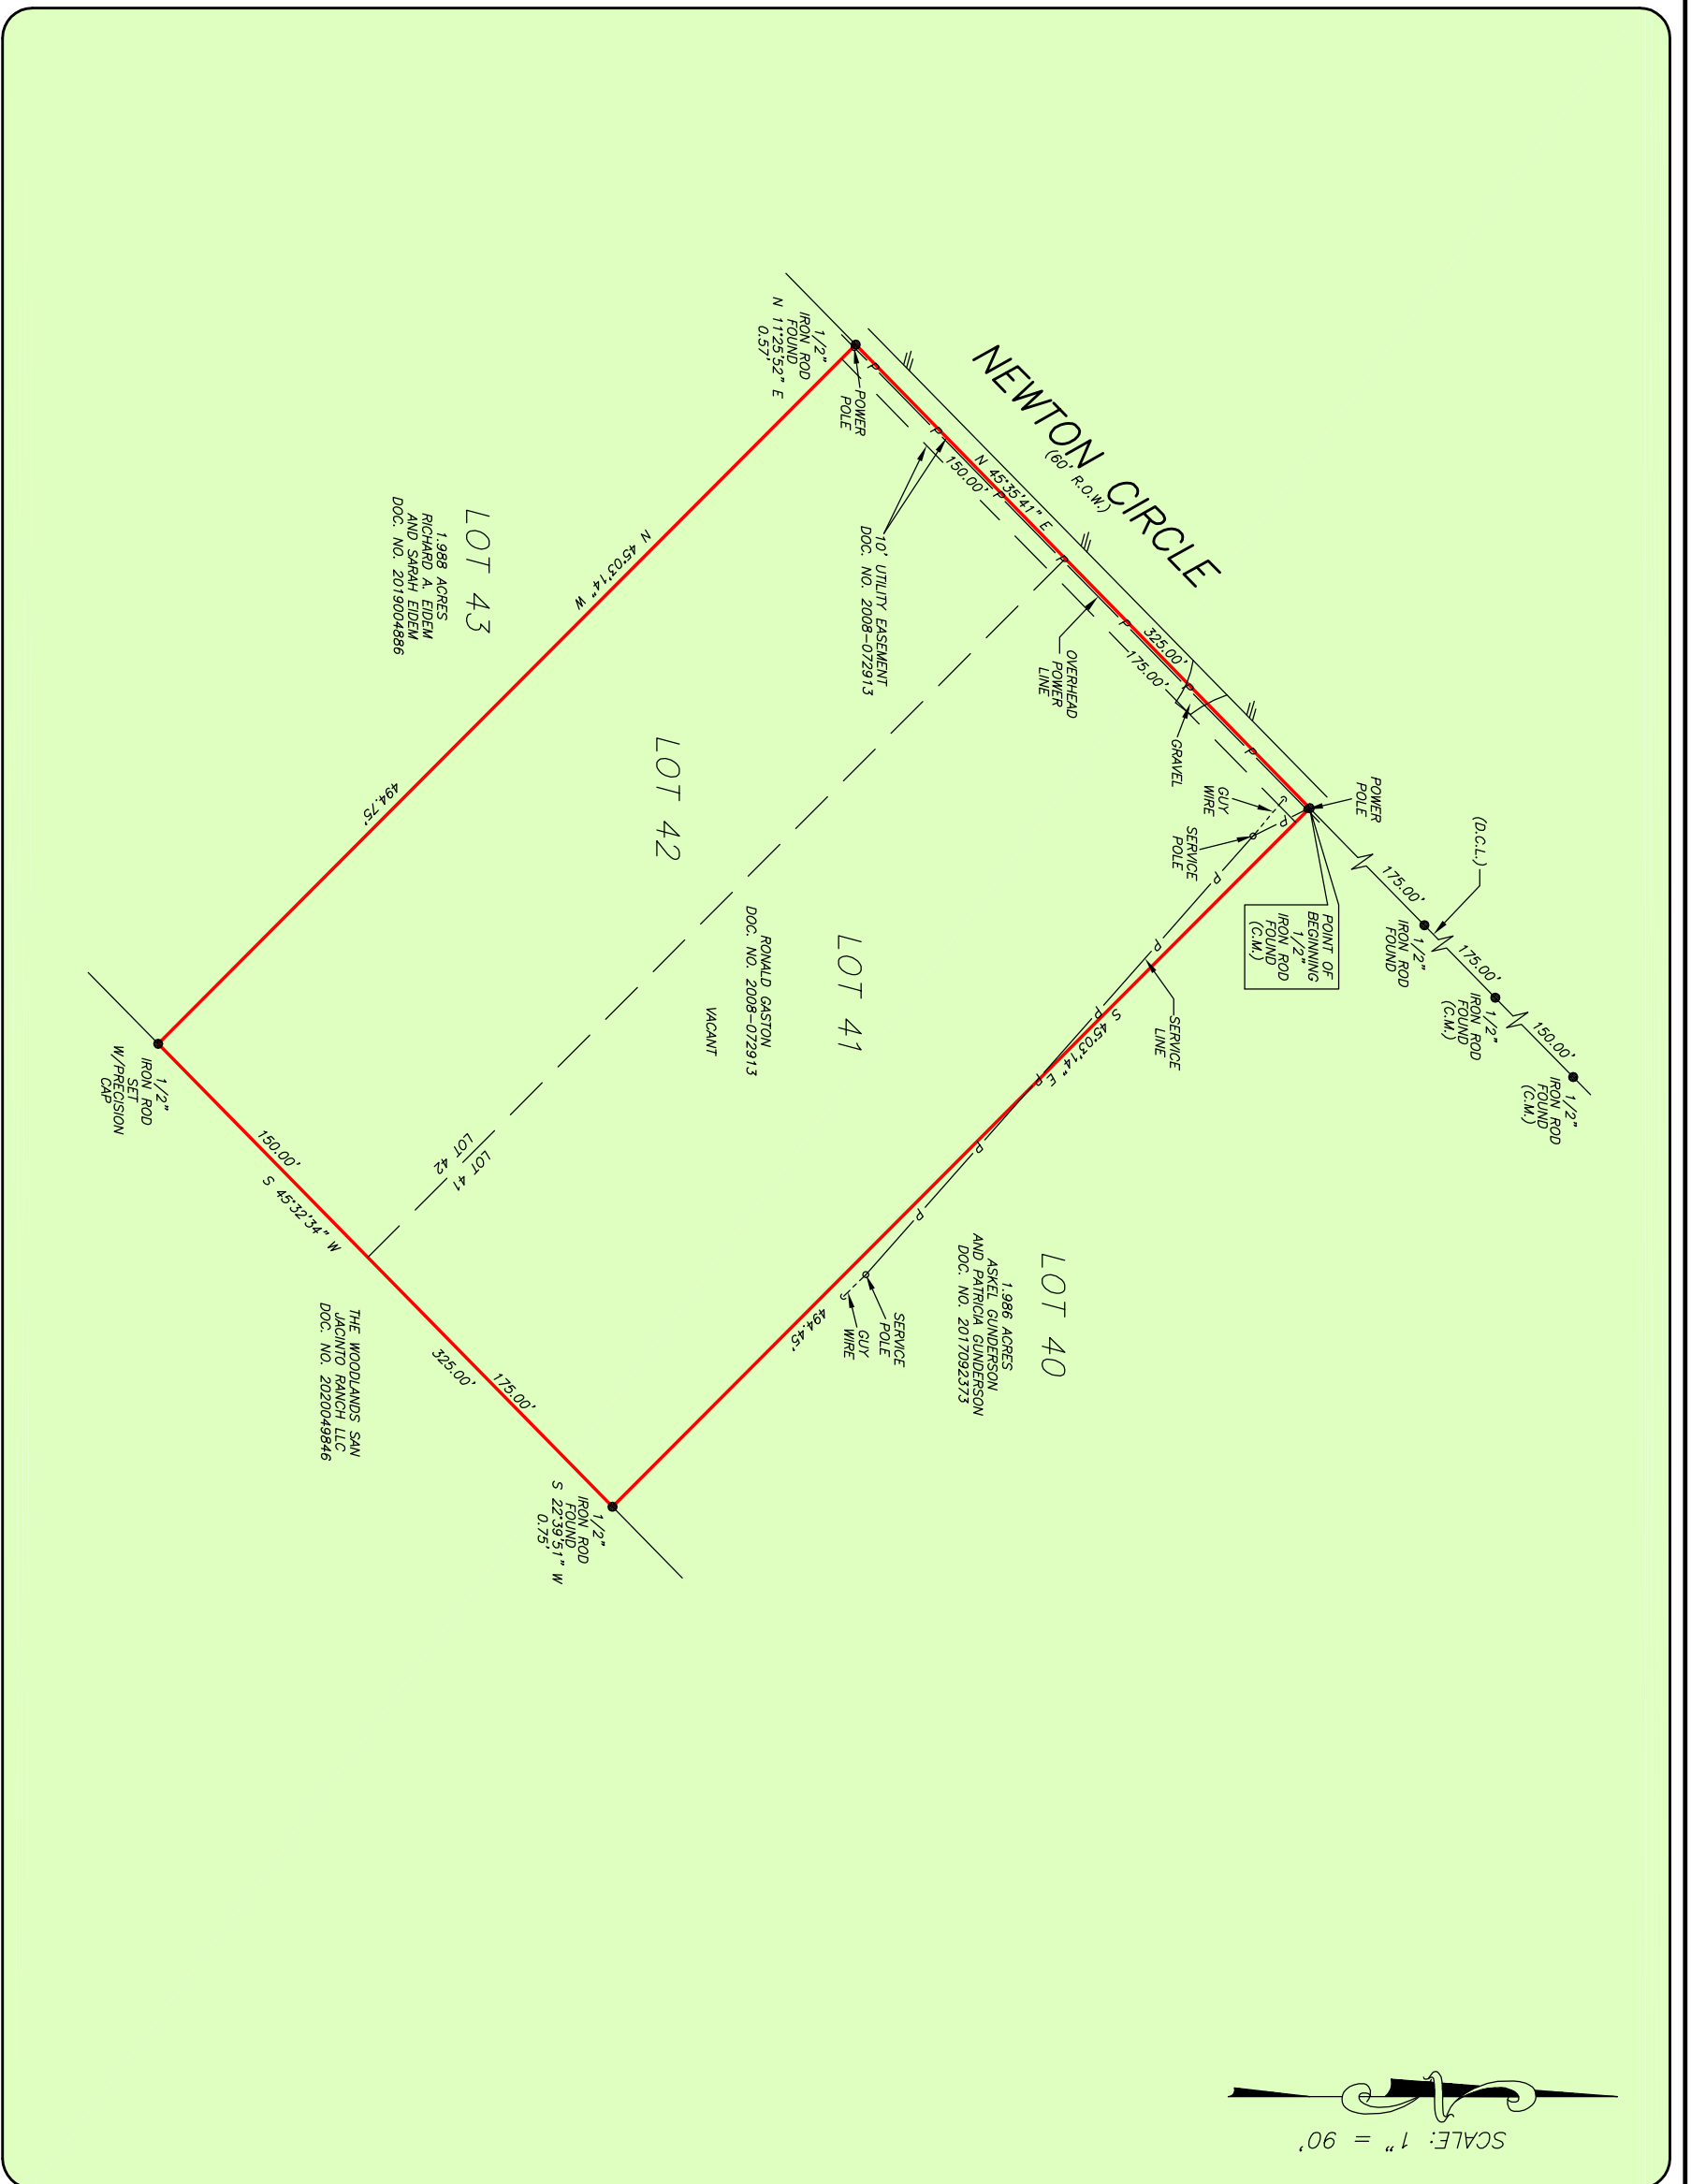 NEWTON CIRCLE
(60' R.O.W.)
N 45°35'41" E
325.00'
150.00'
175.00'
1/2"
IRON ROD
FOUND
N 11°25'52" E
0.57'
POWER
POLE
10' UTILITY EASEMENT
DOC. NO. 2008-072913
OVERHEAD
POWER
LINE
GRAVEL
GUY
WIRE
SERVICE
POLE
POWER
POLE
(D.C.L.)
175.00'
1/2"
IRON ROD
FOUND
175.00'
1/2"
IRON ROD
FOUND
(C.M.)
150.00'
1/2"
IRON ROD
FOUND
(C.M.)
POINT OF
BEGINNING
1/2"
IRON ROD
FOUND
(C.M.)
SERVICE
LINE
S 45°03'14" E
494.45'
LOT 40
1.986 ACRES
ASKEL GUNDERSON
AND PATRICIA GUNDERSON
DOC. NO. 2017092373
SERVICE
POLE
GUY
WIRE
LOT 41
RONALD GASTON
DOC. NO. 2008-072913
VACANT
LOT 42
LOT 41
LOT 42
N 45°03'14" W
494.75'
LOT 43
1.988 ACRES
RICHARD A. EIDEM
AND SARAH EIDEM
DOC. NO. 2019004886
1/2"
IRON ROD
SET
W/PRECISION
CAP
150.00'
S 45°32'34" W
325.00'
175.00'
THE WOODLANDS SAN
JACINTO RANCH LLC
DOC. NO. 2020049846
1/2"
IRON ROD
FOUND
S 22°39'51" W
0.75'
P P P P P P P
P P P P P P P
N
SCALE: 1" = 90'